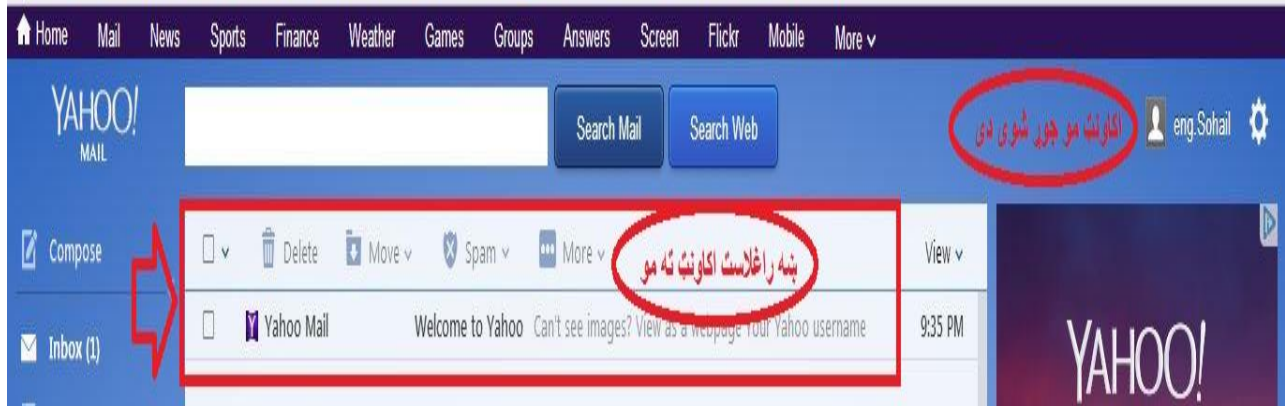 Home Mail News Sports Finance Weather Games Groups Answers Screen Flickr Mobile More
YAHOO! MAIL
Search Mail Search Web
اکاونټ مو جوړ شوی دی
eng.Sohail
Compose
Delete Move Spam More
ښه راغلاست اکاونټ ته مو
View
Inbox (1)
Yahoo Mail Welcome to Yahoo Can't see images? View as a webpage Your Yahoo username 9:35 PM
YAHOO!